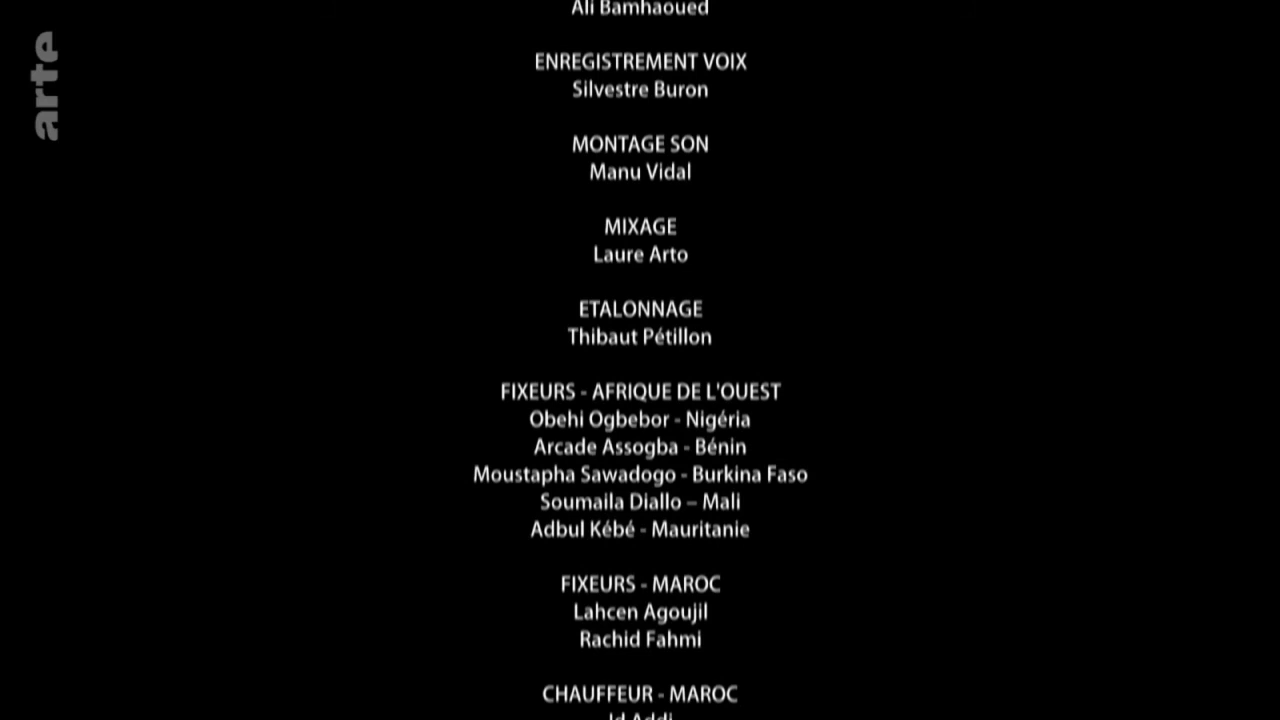 Ali Bamhaoued
arte
ENREGISTREMENT VOIX
Silvestre Buron
MONTAGE SON
Manu Vidal
MIXAGE
Laure Arto
ETALONNAGE
Thibaut Pétillon
FIXEURS - AFRIQUE DE L'OUEST
Obehi Ogbebor - Nigéria
Arcade Assogba - Bénin
Moustapha Sawadogo - Burkina Faso
Soumaila Diallo – Mali
Adbul Kébé - Mauritanie
FIXEURS - MAROC
Lahcen Agoujil
Rachid Fahmi
CHAUFFEUR - MAROC